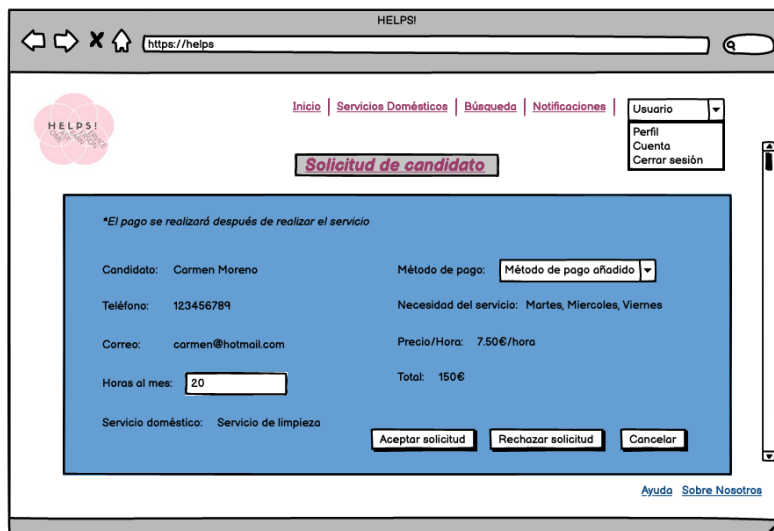 HELPS!
https://helps
HELPS!
Inicio
Servicios Domésticos
Búsqueda
Notificaciones
Usuario
Perfil
Cuenta
Cerrar sesión
Solicitud de candidato
*El pago se realizará después de realizar el servicio
Candidato: Carmen Moreno
Teléfono: 123456789
Correo: carmen@hotmail.com
Horas al mes: 20
Servicio doméstico: Servicio de limpieza
Método de pago: Método de pago añadido
Necesidad del servicio: Martes, Miercoles, Viernes
Precio/Hora: 7.50€/hora
Total: 150€
Aceptar solicitud
Rechazar solicitud
Cancelar
Ayuda
Sobre Nosotros